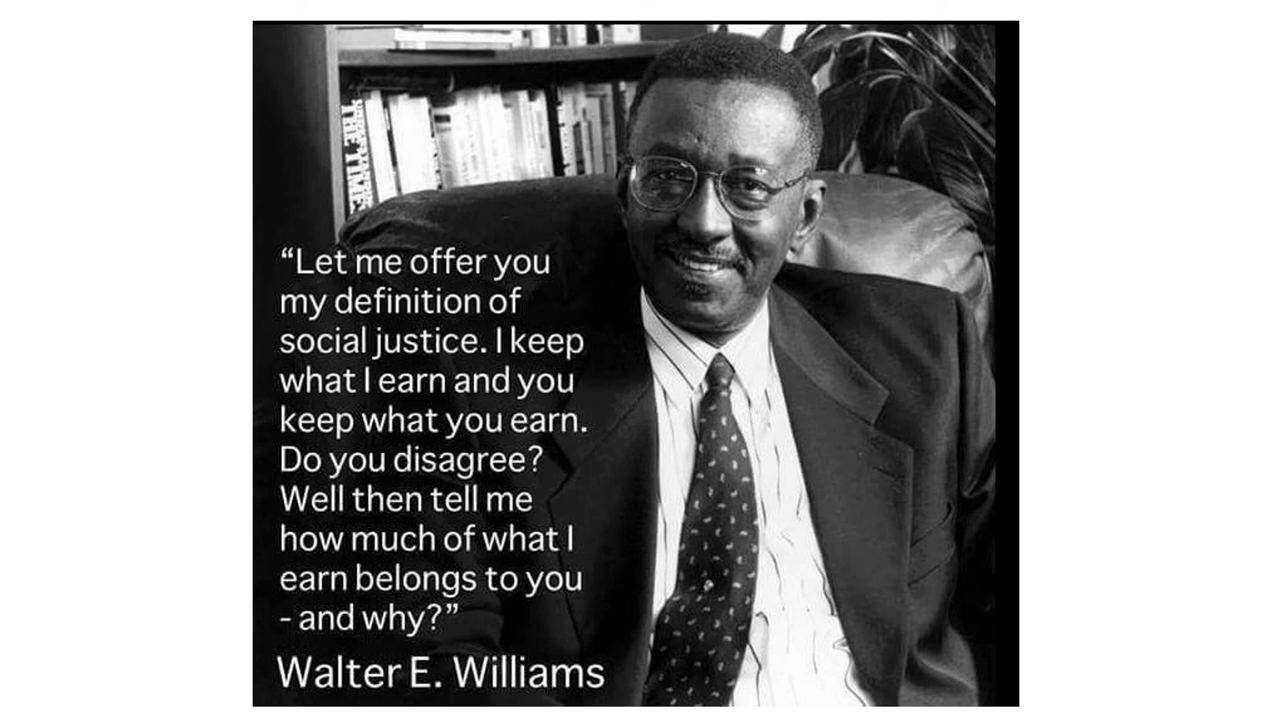 “Let me offer you
my definition of
social justice. I keep
what I earn and you
keep what you earn.
Do you disagree?
Well then tell me
how much of what I
earn belongs to you
- and why?”
Walter E. Williams
THE TIME